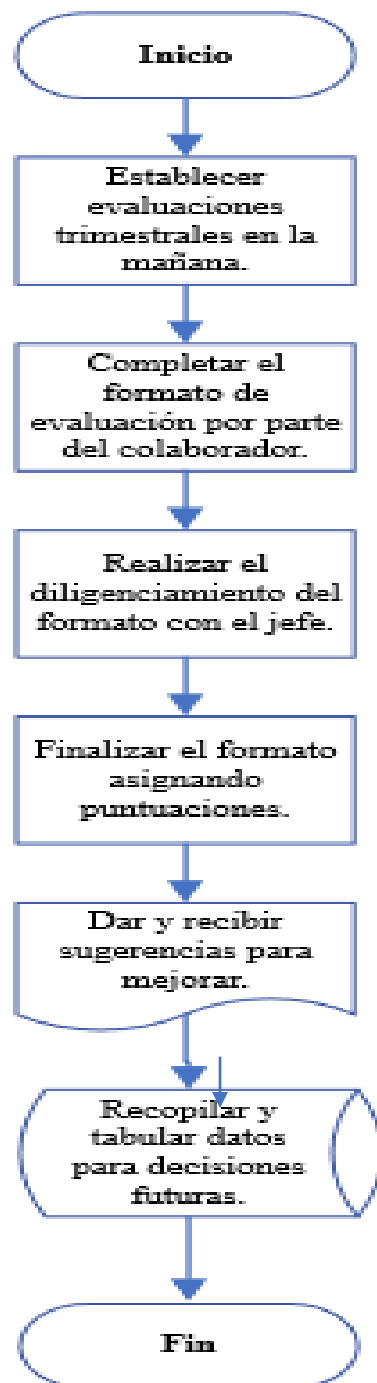 Inicio
Establecer
evaluaciones
trimestrales en la
mañana.
Completar el
formato de
evaluación por parte
del colaborador.
Realizar el
diligenciamiento del
formato con el jefe.
Finalizar el formato
asignando
puntuaciones.
Dar y recibir
sugerencias para
mejorar.
Recopilar y
tabular datos
para decisiones
futuras.
Fin